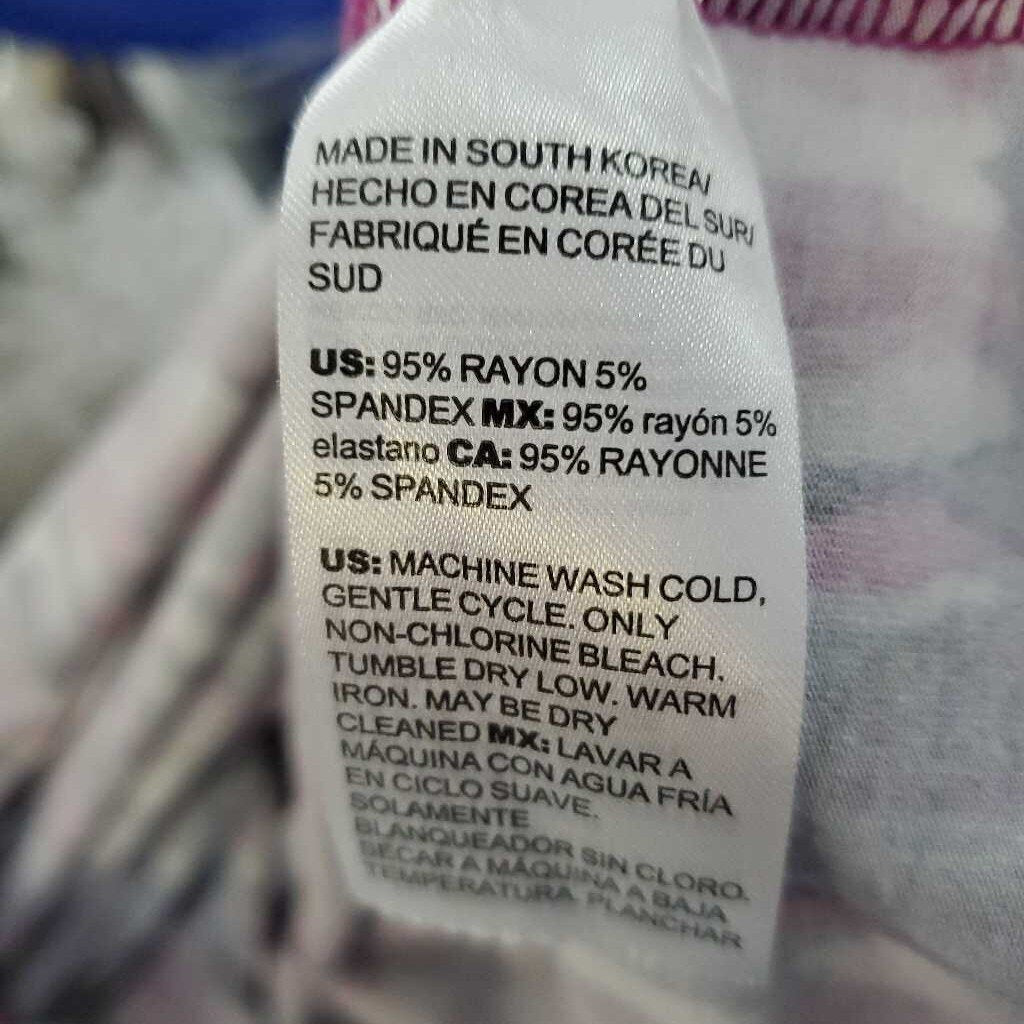 MADE IN SOUTH KOREA/
HECHO EN COREA DEL SUR/
FABRIQUÉ EN CORÉE DU
SUD
US: 95% RAYON 5%
SPANDEX MX: 95% rayón 5%
elastano CA: 95% RAYONNE
5% SPANDEX
US: MACHINE WASH COLD,
GENTLE CYCLE. ONLY
NON-CHLORINE BLEACH.
TUMBLE DRY LOW. WARM
IRON. MAY BE DRY
CLEANED MX: LAVAR A
MÁQUINA CON AGUA FRÍA
EN CICLO SUAVE.
SOLAMENTE
BLANQUEADOR SIN CLORO.
SECAR A MÁQUINA A BAJA
TEMPERATURA. PLANCHAR